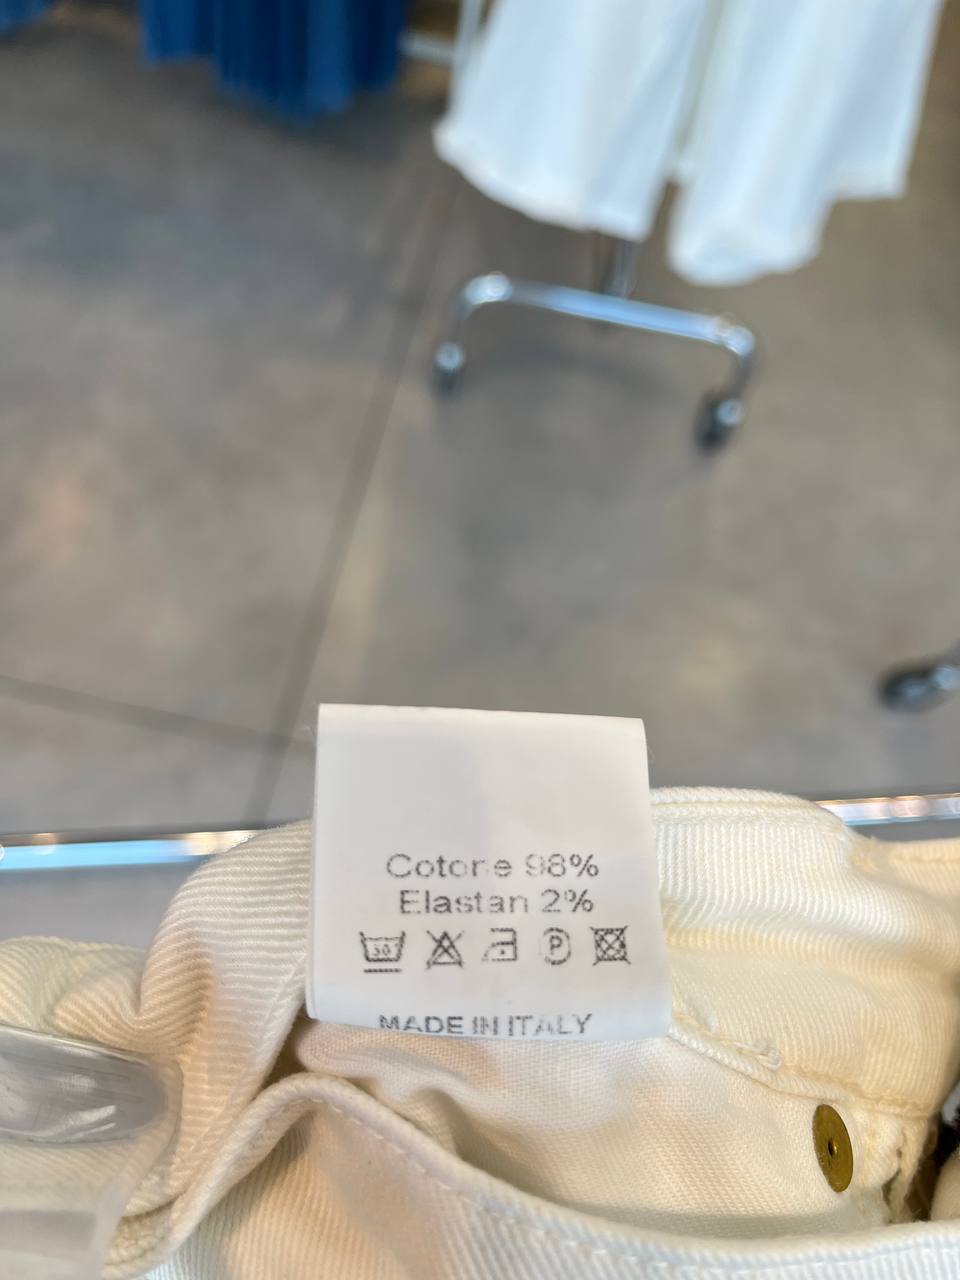 Cotone 98%
Elastan 2%
30 P
MADE IN ITALY